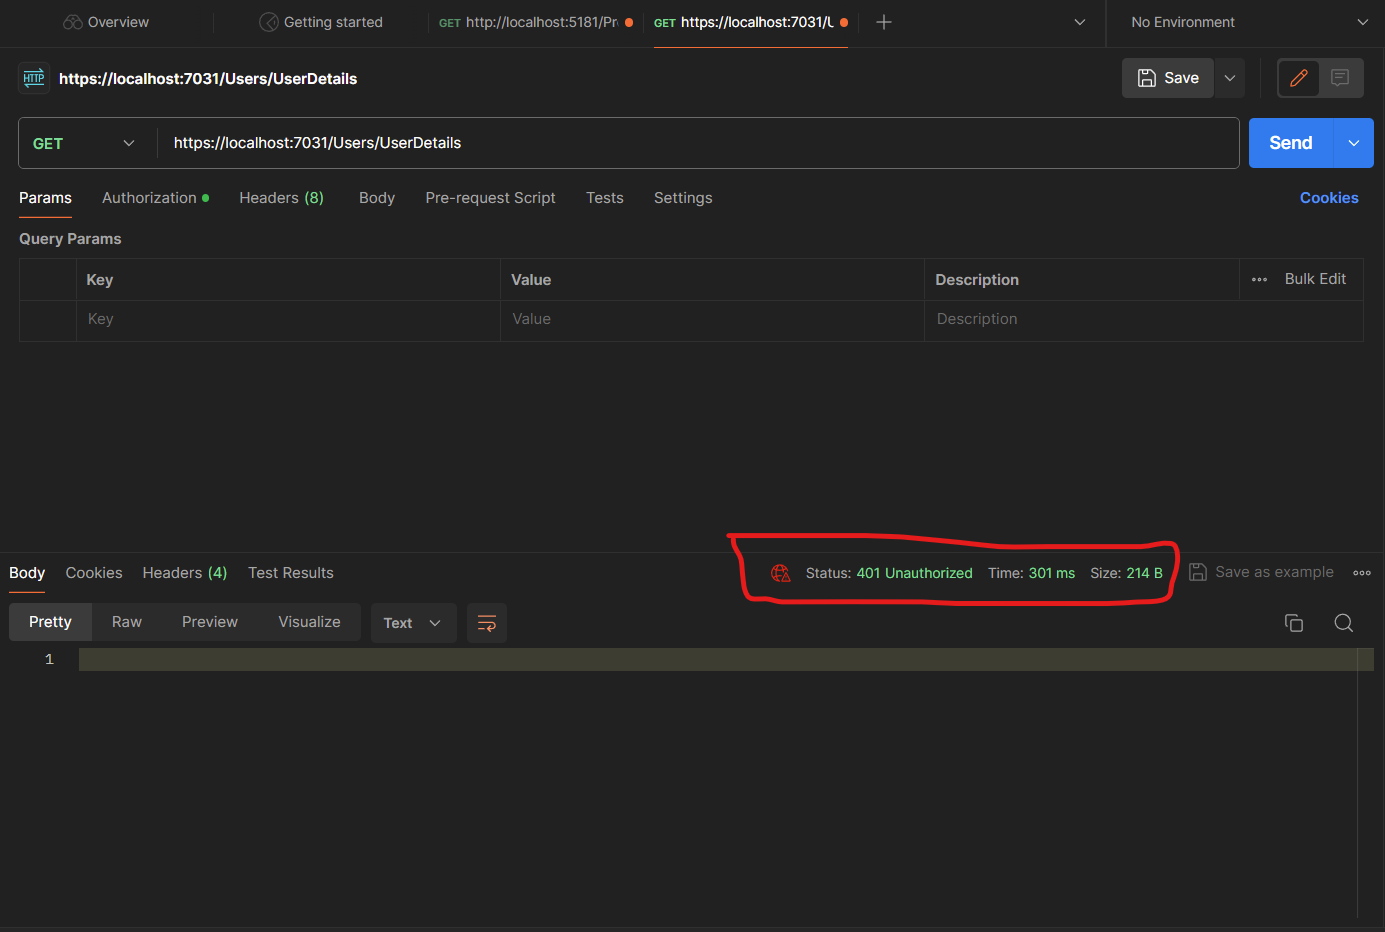 Overview
Getting started
GET http://localhost:5181/Pr
GET https://localhost:7031/U
No Environment
HTTP
https://localhost:7031/Users/UserDetails
Save
GET
https://localhost:7031/Users/UserDetails
Send
Params
Authorization
Headers (8)
Body
Pre-request Script
Tests
Settings
Cookies
Query Params
Key
Value
Description
Bulk Edit
Key
Value
Description
Body
Cookies
Headers (4)
Test Results
Status: 401 Unauthorized
Time: 301 ms
Size: 214 B
Save as example
Pretty
Raw
Preview
Visualize
Text
1